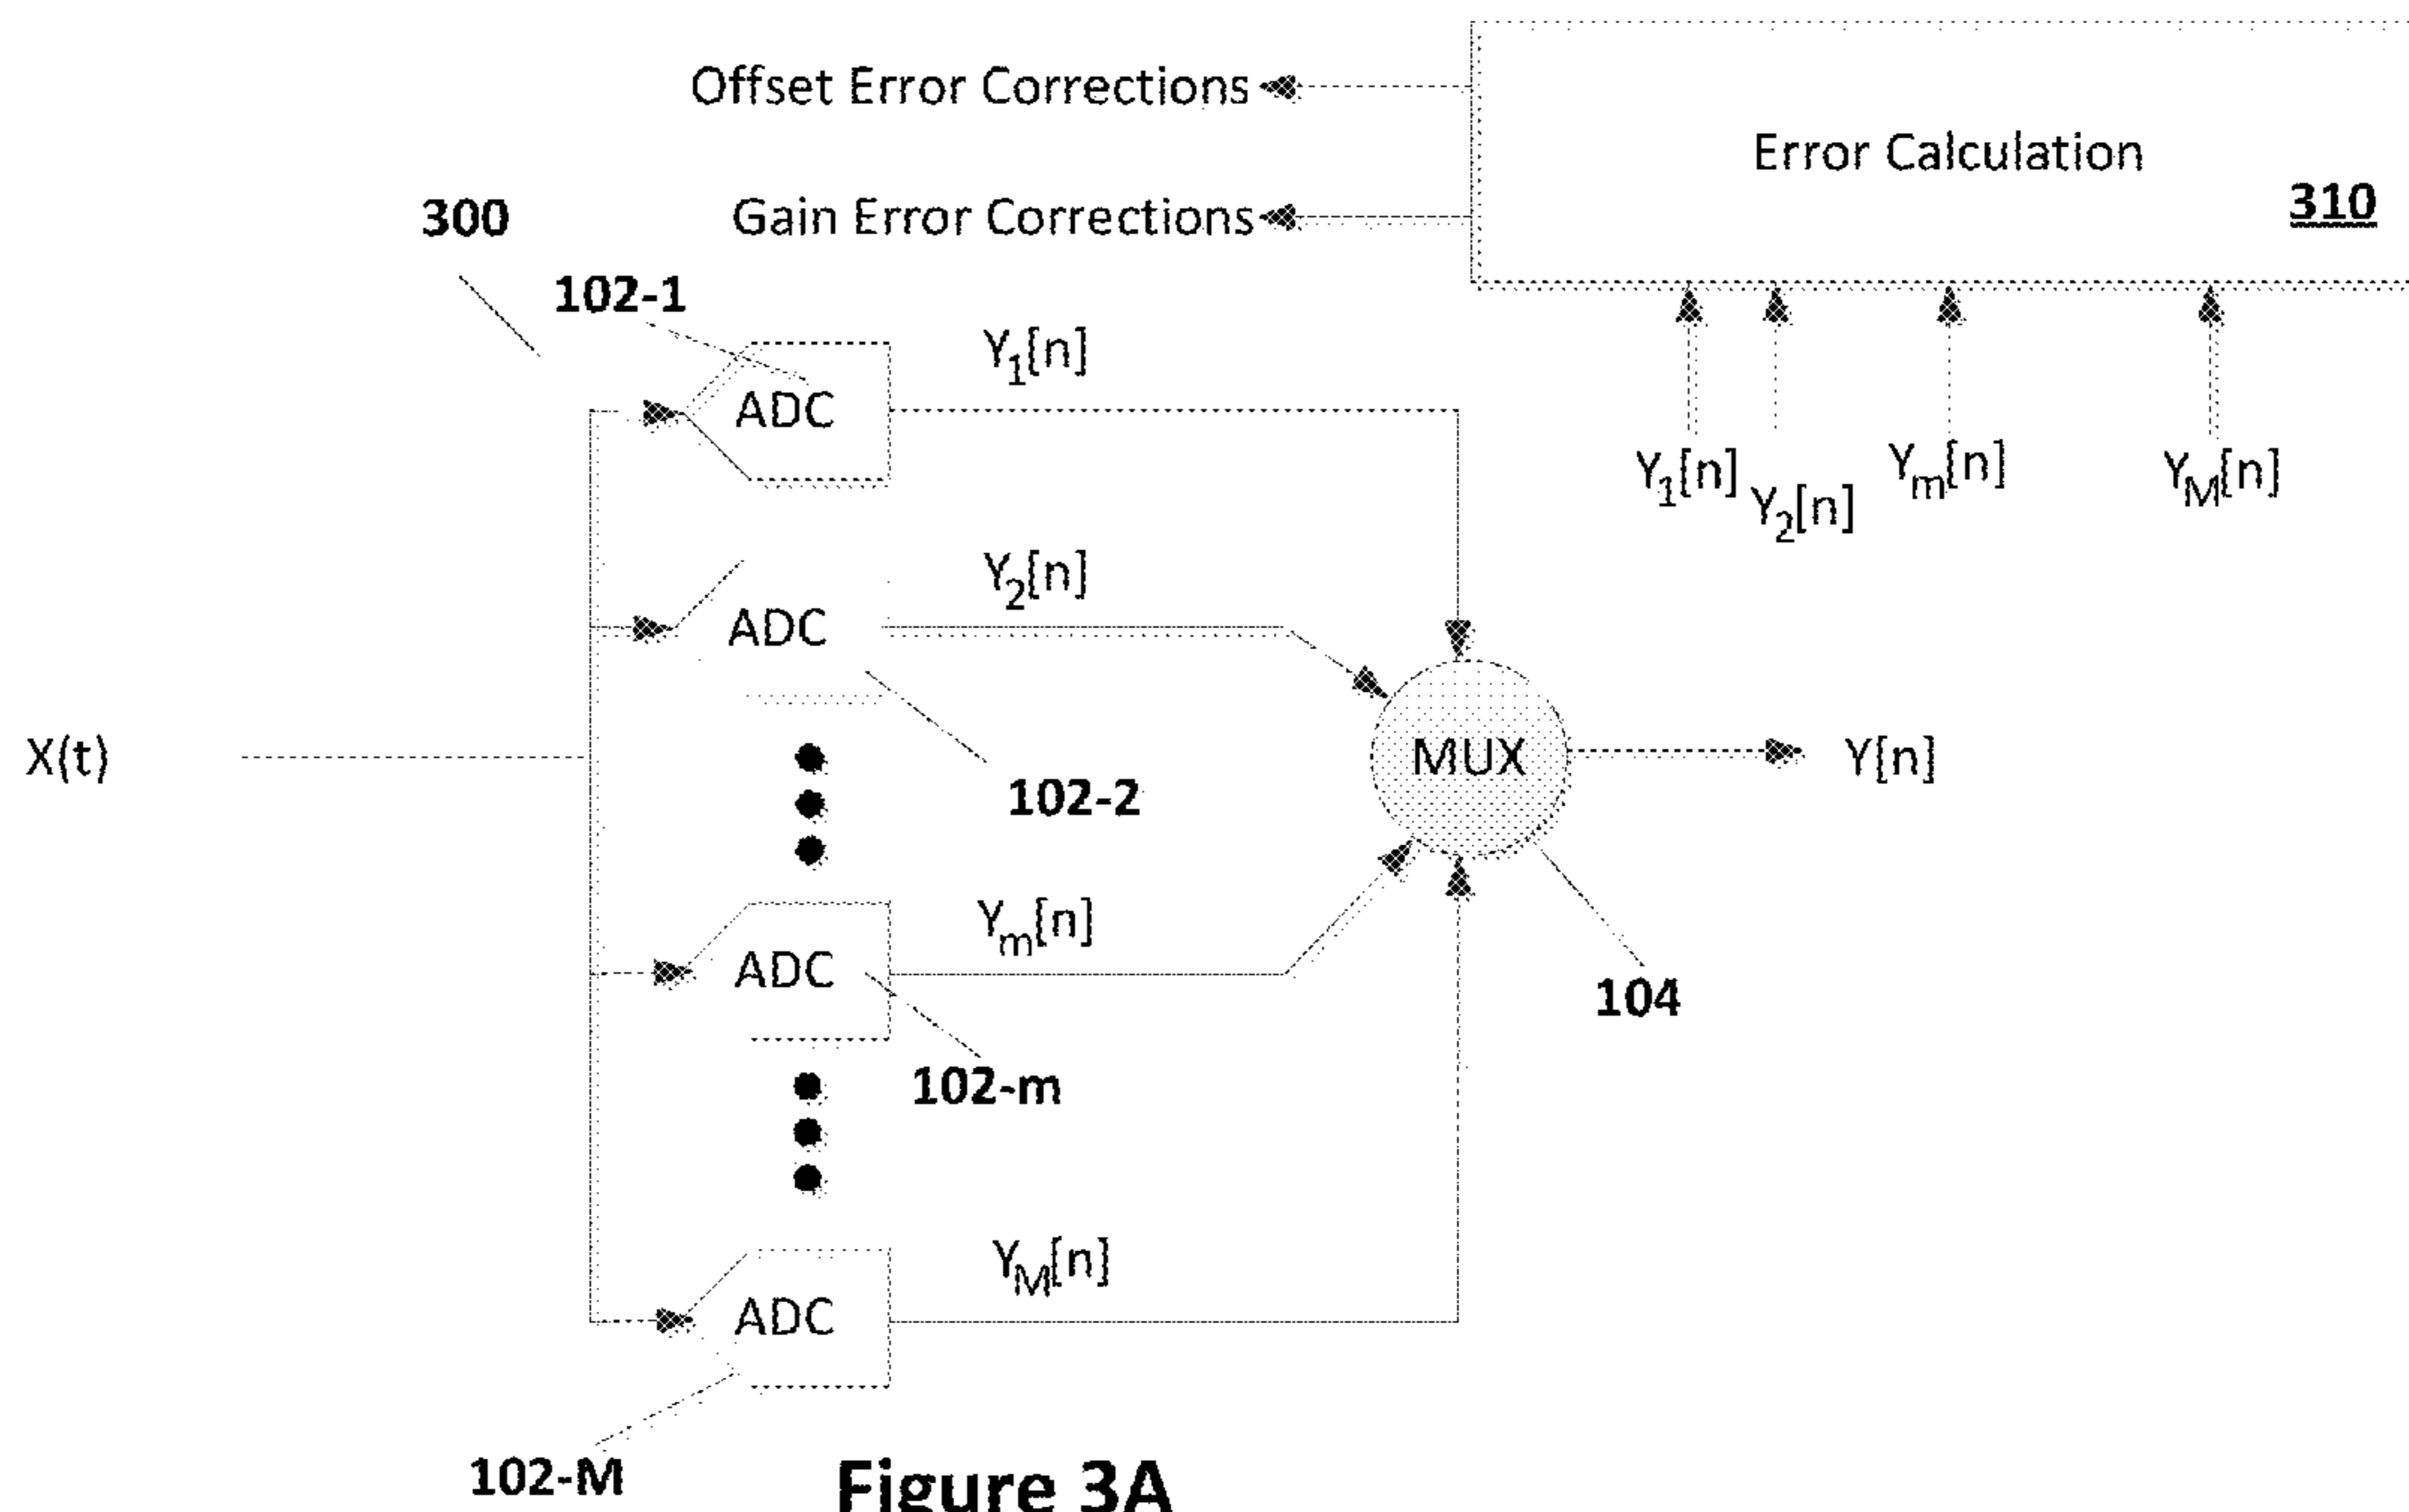 Offset Error Corrections
Error Calculation
310
Gain Error Corrections
300
102-1
Y1[n]
ADC
Y1[n]
Y2[n]
Ym[n]
YM[n]
Y2[n]
ADC
X(t)
MUX
Y[n]
102-2
Ym[n]
ADC
104
102-m
YM[n]
ADC
102-M
Figure 3A